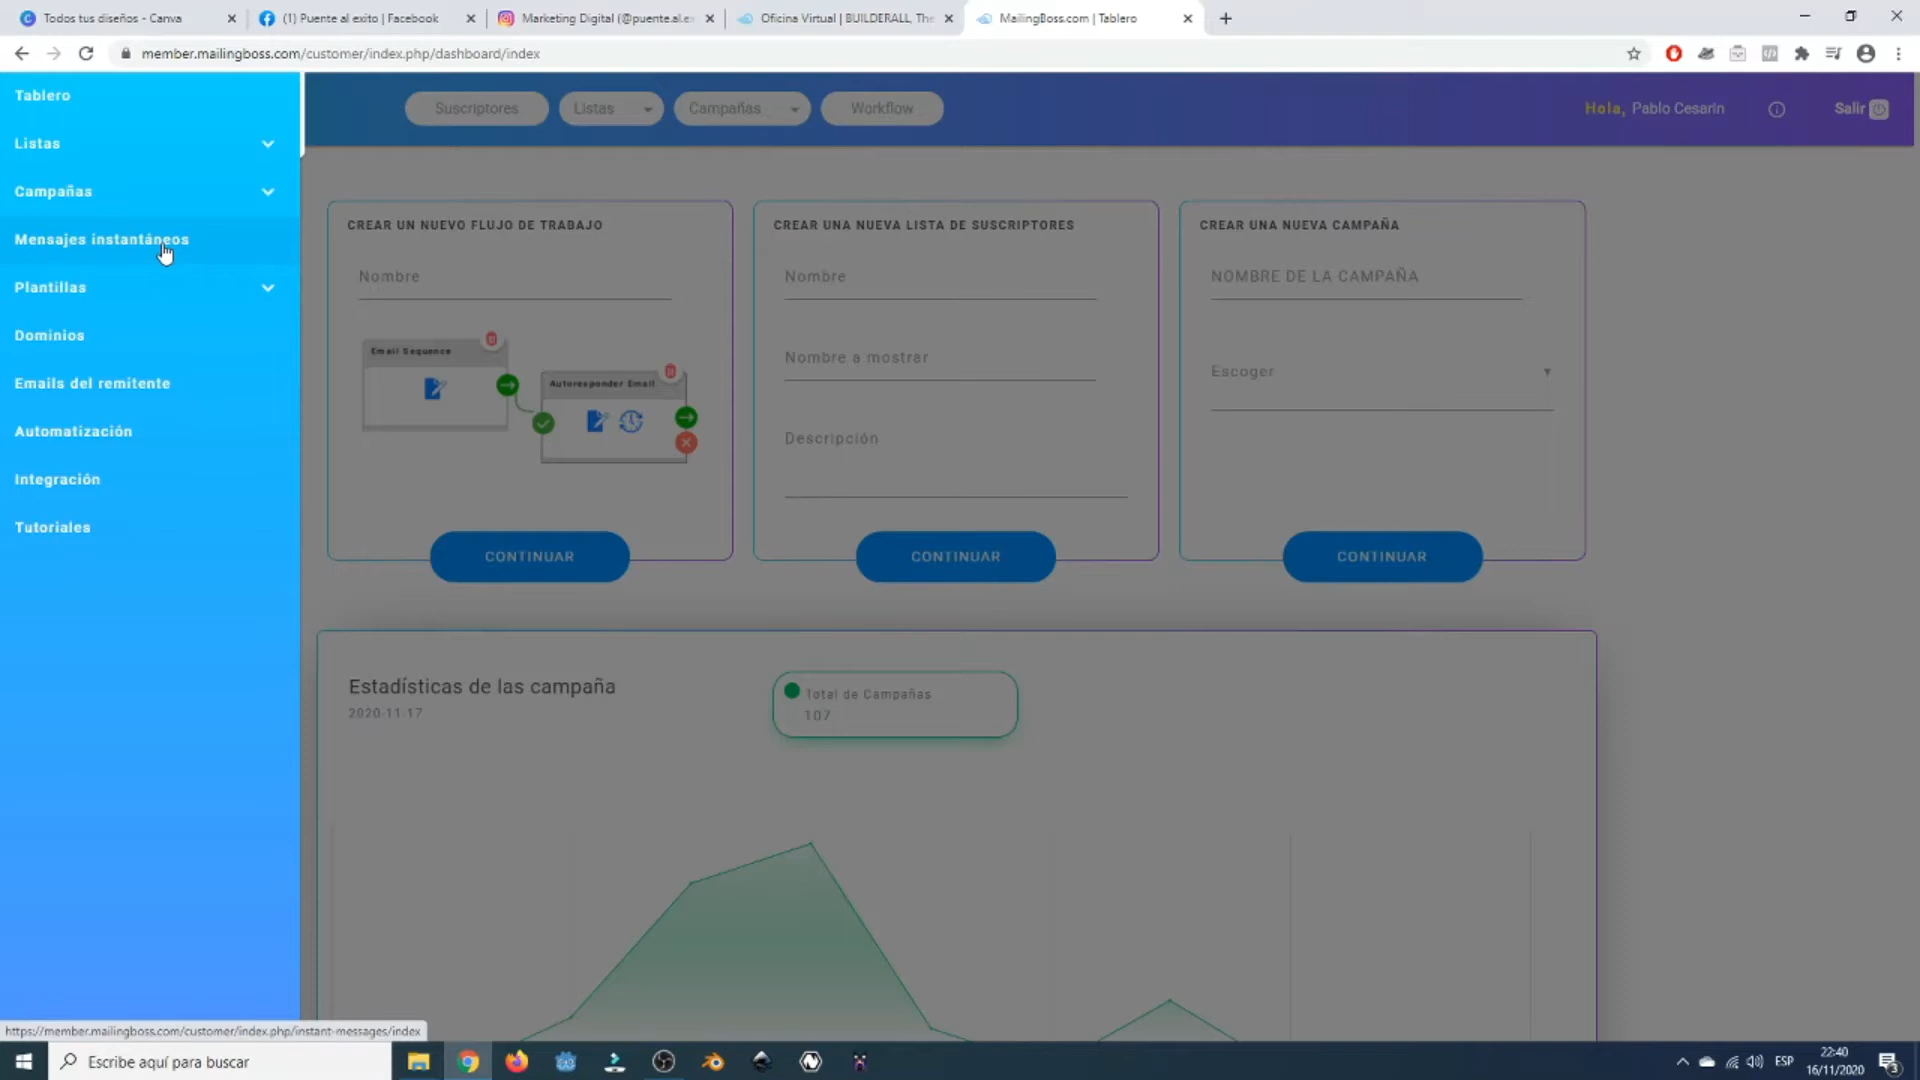 Todos tus diseños - Canva
(1) Puente al exito | Facebook
Marketing Digital (@puente.al.ex
Oficina Virtual | BUILDERALL, The
MailingBoss.com | Tablero
member.mailingboss.com/customer/index.php/dashboard/index
Tablero
Listas
Campañas
Mensajes instantáneos
Plantillas
Dominios
Emails del remitente
Automatización
Integración
Tutoriales
Suscriptores
Listas
Campañas
Workflow
Hola, Pablo Cesarin
Salir
CREAR UN NUEVO FLUJO DE TRABAJO
Nombre
Email Sequence
Autoresponder Email
CONTINUAR
CREAR UNA NUEVA LISTA DE SUSCRIPTORES
Nombre
Nombre a mostrar
Descripción
CONTINUAR
CREAR UNA NUEVA CAMPAÑA
NOMBRE DE LA CAMPAÑA
Escoger
CONTINUAR
Estadísticas de las campaña
2020-11-17
Total de Campañas
107
https://member.mailingboss.com/customer/index.php/instant-messages/index
Escribe aquí para buscar
ESP
22:40
16/11/2020
3